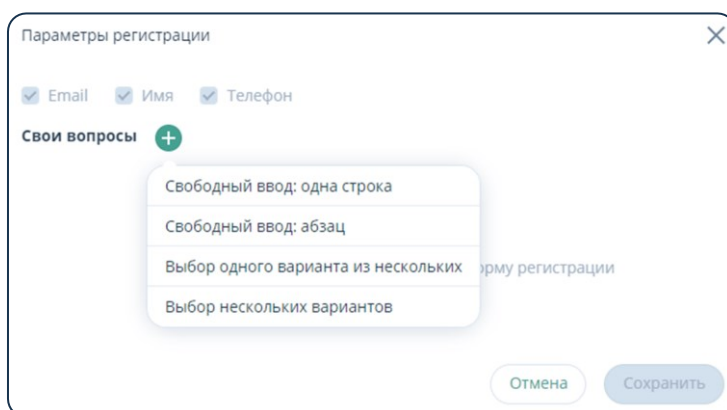 Параметры регистрации
Email Имя Телефон
Свои вопросы
Свободный ввод: одна строка
Свободный ввод: абзац
Выбор одного варианта из нескольких
регистрации
Выбор нескольких вариантов
Отмена Сохранить